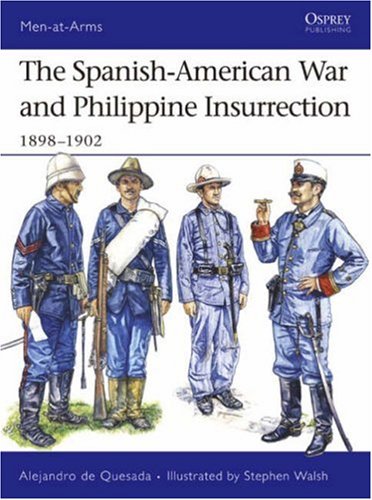 Men-at-Arms
OSPREY
PUBLISHING
The Spanish-American War
and Philippine Insurrection
1898–1902
Alejandro de Quesada • Illustrated by Stephen Walsh